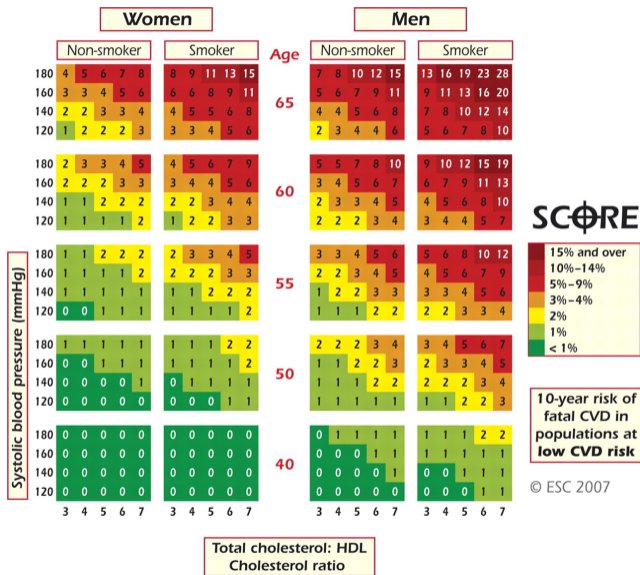 Women Men
Non-smoker Smoker Age Non-smoker Smoker
180 4 5 6 7 8 8 9 11 13 15 7 8 10 12 15 13 16 19 23 28
160 3 3 4 5 6 6 6 8 9 11 5 6 7 9 11 9 11 13 16 20
65
140 2 2 3 3 4 4 5 5 6 8 4 4 5 6 8 7 8 10 12 14
120 1 2 2 2 3 3 3 4 5 6 2 3 4 5 6 5 6 7 8 10
180 2 3 3 4 5 5 6 6 7 9 5 5 7 8 10 9 10 12 15 19
160 2 2 2 3 3 3 4 4 5 6 3 4 5 6 7 6 7 9 11 13
60
140 1 1 2 2 2 2 3 3 4 4 2 3 3 4 5 4 5 6 8 10
120 1 1 1 1 2 1 2 2 3 3 2 2 2 3 4 3 4 4 5 7
Systolic blood pressure (mmHg)
180 1 1 2 2 2 2 3 3 4 5 3 3 4 5 6 5 6 8 10 12
160 1 1 1 1 2 2 2 2 3 3 2 2 3 4 5 4 5 6 7 9
55
140 1 1 1 1 1 1 1 2 2 2 1 2 2 3 3 3 3 4 5 6
120 0 0 1 1 1 1 1 1 1 2 1 1 1 2 2 2 2 3 3 4
180 1 1 1 1 1 1 1 1 2 2 2 2 2 3 4 3 4 5 6 7
160 0 0 1 1 1 1 1 1 1 2 1 1 2 2 3 2 3 3 4 5
50
140 0 0 0 0 1 0 1 1 1 1 1 1 1 2 2 2 2 2 3 4
120 0 0 0 0 0 0 0 0 1 1 1 1 1 1 1 1 1 2 2 3
180 0 0 0 0 0 0 0 0 0 0 0 1 1 1 1 1 1 1 2 2
160 0 0 0 0 0 0 0 0 0 0 0 0 0 1 1 1 1 1 1 1
40
140 0 0 0 0 0 0 0 0 0 0 0 0 0 0 1 0 0 1 1 1
120 0 0 0 0 0 0 0 0 0 0 0 0 0 0 0 0 0 0 1 1
3 4 5 6 7 3 4 5 6 7 3 4 5 6 7 3 4 5 6 7
Total cholesterol: HDL
Cholesterol ratio
SCORE
15% and over
10%–14%
5%–9%
3%–4%
2%
1%
< 1%
10-year risk of
fatal CVD in
populations at
low CVD risk
© ESC 2007